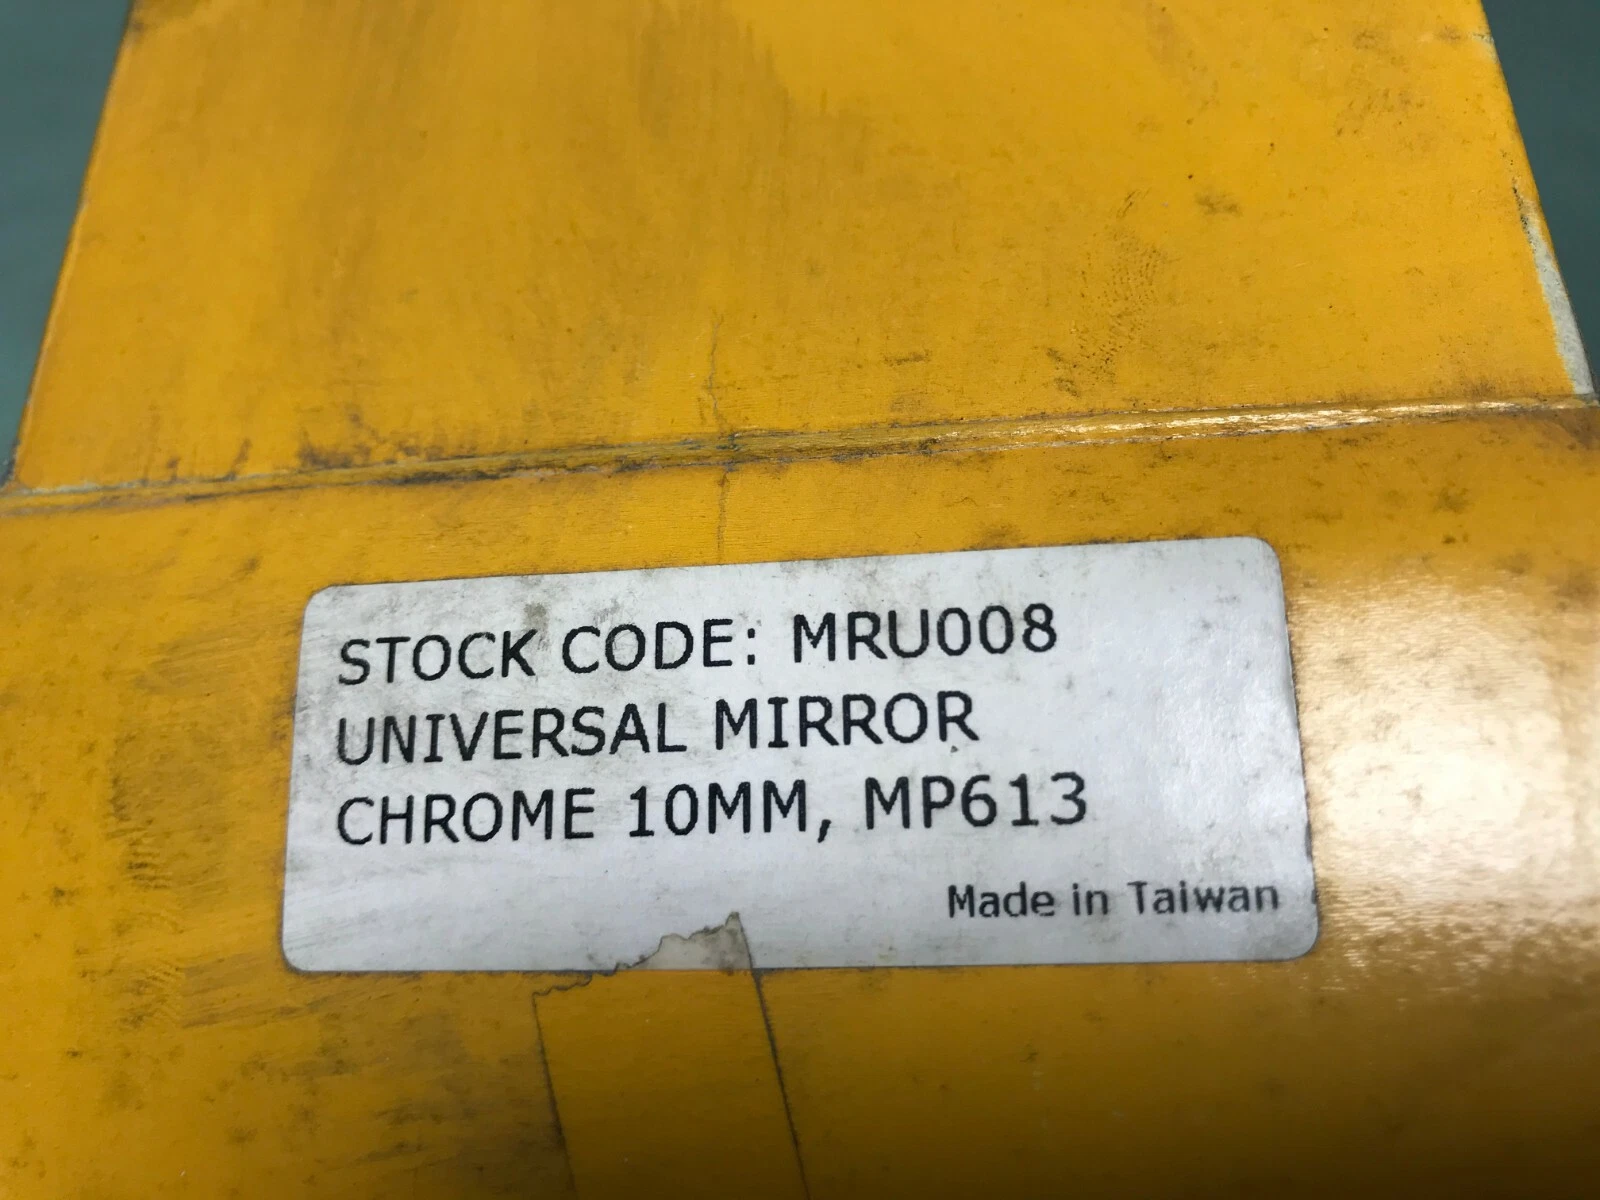 STOCK CODE: MRU008
UNIVERSAL MIRROR
CHROME 10MM, MP613
Made in Taiwan